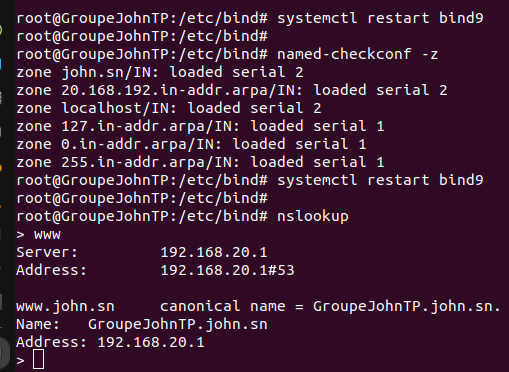 root@GroupeJohnTP:/etc/bind# systemctl restart bind9
root@GroupeJohnTP:/etc/bind#
root@GroupeJohnTP:/etc/bind# named-checkconf -z
zone john.sn/IN: loaded serial 2
zone 20.168.192.in-addr.arpa/IN: loaded serial 2
zone localhost/IN: loaded serial 2
zone 127.in-addr.arpa/IN: loaded serial 1
zone 0.in-addr.arpa/IN: loaded serial 1
zone 255.in-addr.arpa/IN: loaded serial 1
root@GroupeJohnTP:/etc/bind# systemctl restart bind9
root@GroupeJohnTP:/etc/bind#
root@GroupeJohnTP:/etc/bind# nslookup
> www
Server:         192.168.20.1
Address:        192.168.20.1#53

www.john.sn     canonical name = GroupeJohnTP.john.sn.
Name:   GroupeJohnTP.john.sn
Address: 192.168.20.1
>